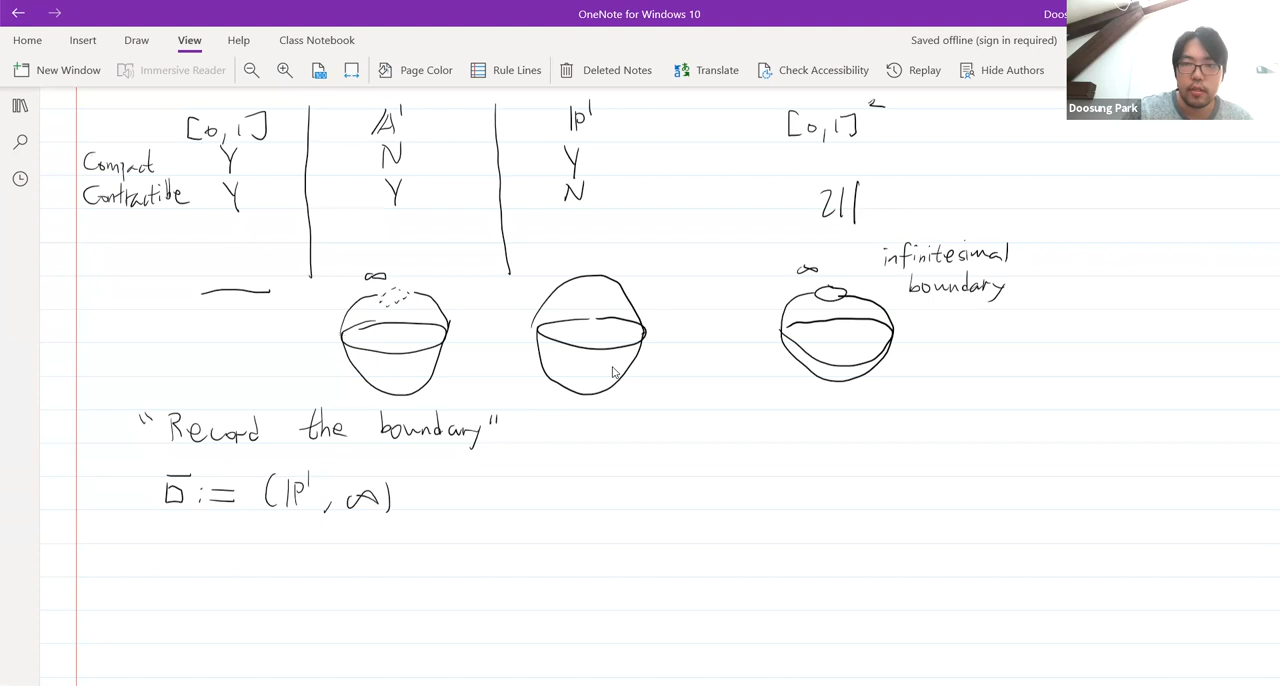 OneNote for Windows 10
Doos
Home Insert Draw View Help Class Notebook
Saved offline (sign in required)
New Window Immersive Reader Page Color Rule Lines Deleted Notes Translate Check Accessibility Replay Hide Authors
Doosung Park
[0,1] 𝔸¹ ℙ¹ [0,1]²
Compact Y N Y
Contractible Y Y N
≀||
∞ ∞ infinitesimal
boundary
"Record the boundary"
□̅ := (ℙ¹, ∞)